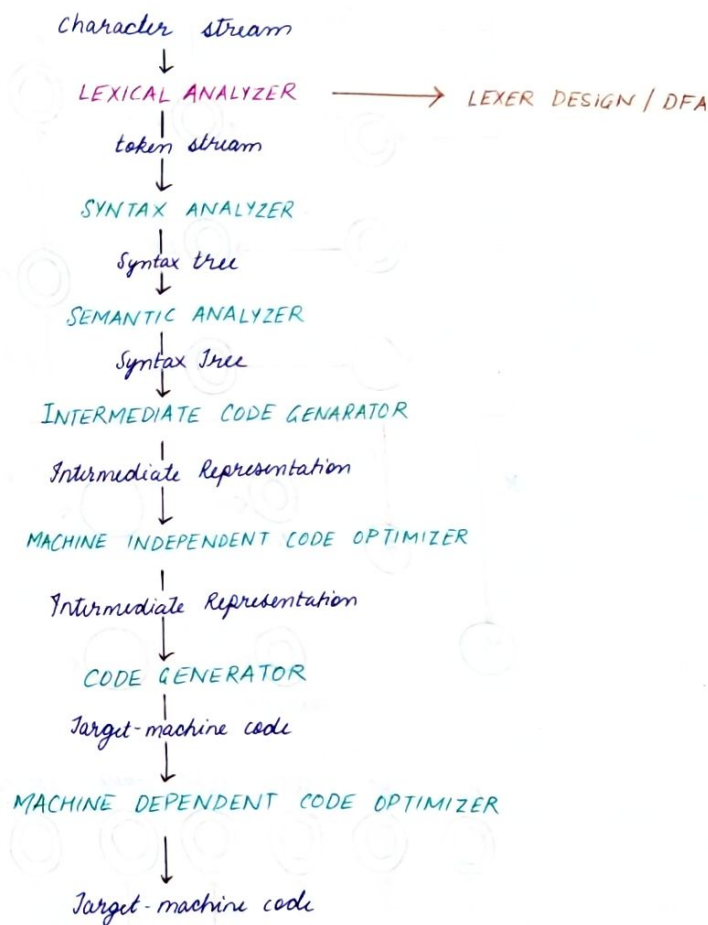 Character stream
LEXICAL ANALYZER → LEXER DESIGN / DFA
token stream
SYNTAX ANALYZER
Syntax tree
SEMANTIC ANALYZER
Syntax Tree
INTERMEDIATE CODE GENARATOR
Intermediate Representation
MACHINE INDEPENDENT CODE OPTIMIZER
Intermediate Representation
CODE GENERATOR
Target-machine code
MACHINE DEPENDENT CODE OPTIMIZER
Target-machine code